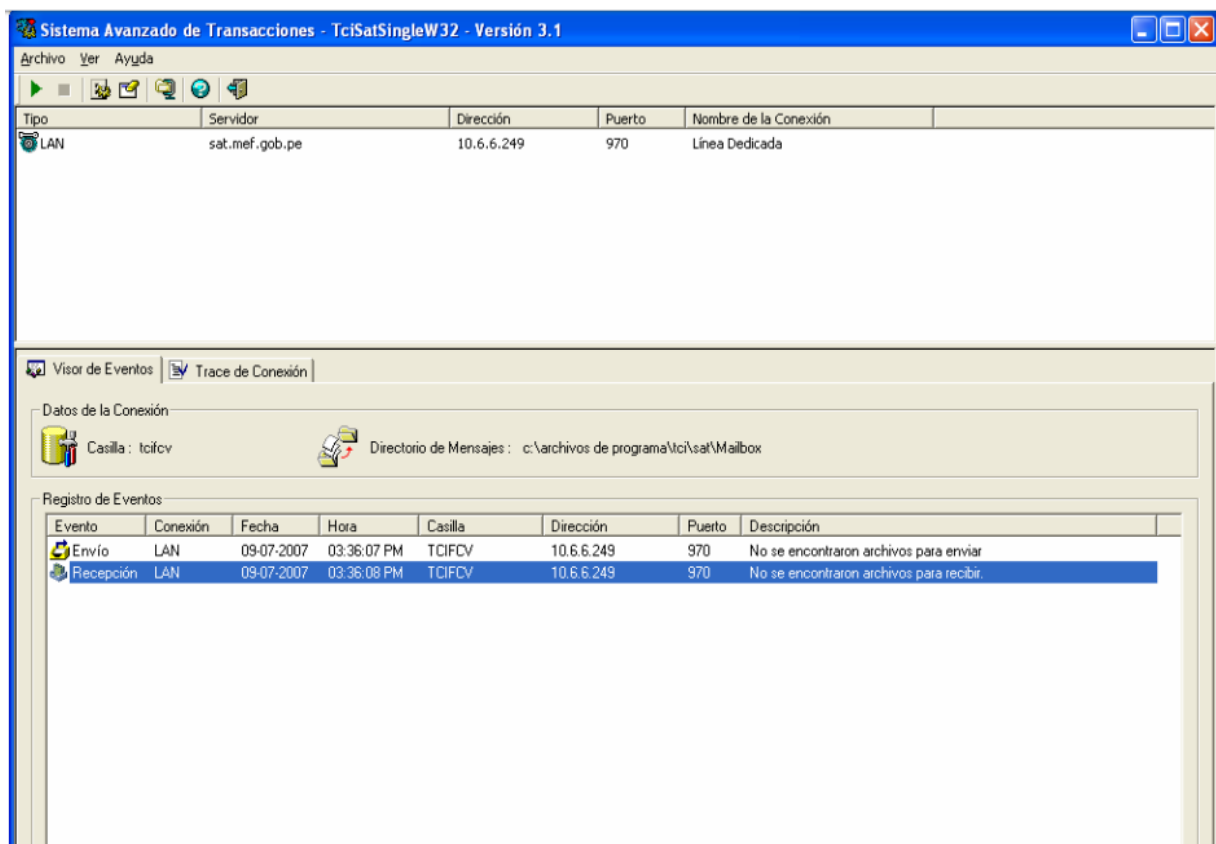 Sistema Avanzado de Transacciones - TciSatSingleW32 - Versión 3.1
Archivo Ver Ayuda
Tipo Servidor Dirección Puerto Nombre de la Conexión
LAN sat.mef.gob.pe 10.6.6.249 970 Línea Dedicada
Visor de Eventos Trace de Conexión
Datos de la Conexión
Casilla : tcifcv Directorio de Mensajes : c:\archivos de programa\tci\sat\Mailbox
Registro de Eventos
Evento Conexión Fecha Hora Casilla Dirección Puerto Descripción
Envío LAN 09-07-2007 03:36:07 PM TCIFCV 10.6.6.249 970 No se encontraron archivos para enviar
Recepción LAN 09-07-2007 03:36:08 PM TCIFCV 10.6.6.249 970 No se encontraron archivos para recibir.